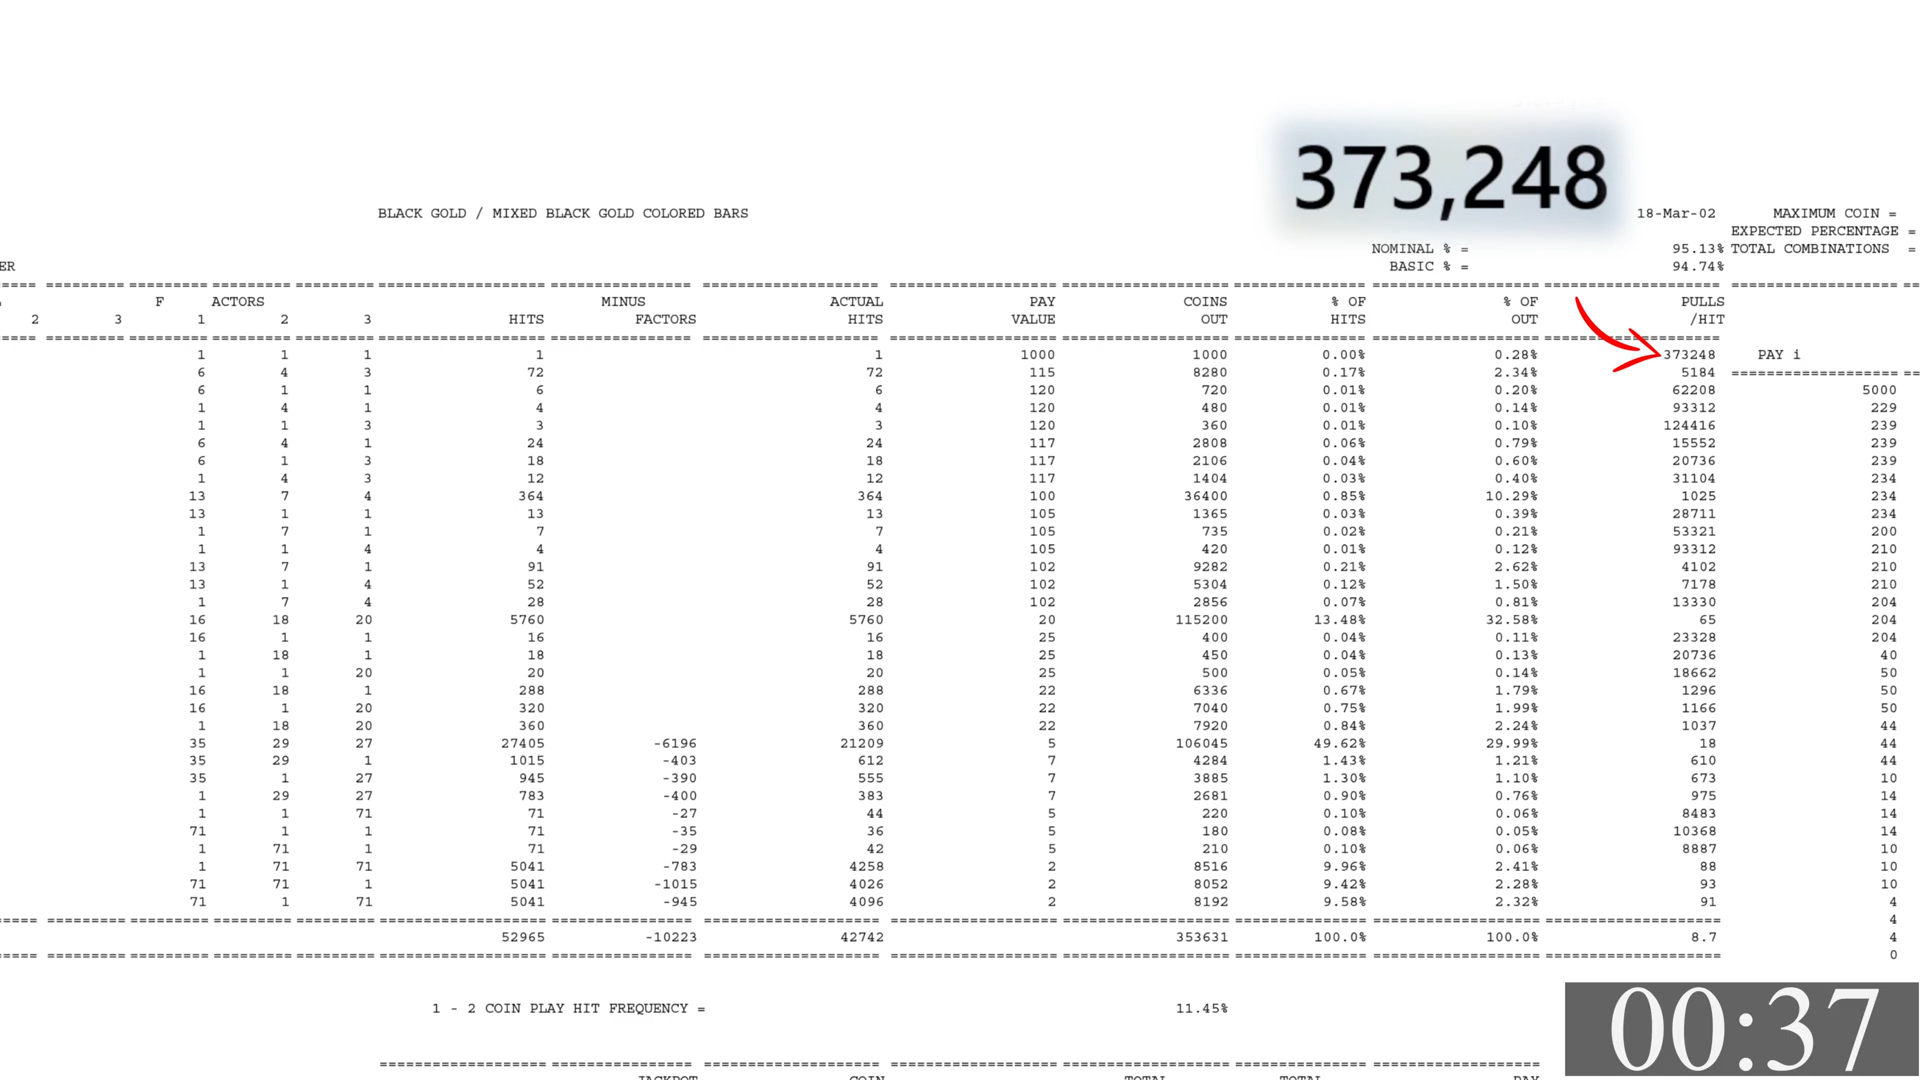 373,248
BLACK GOLD / MIXED BLACK GOLD COLORED BARS 18-Mar-02 MAXIMUM COIN =
EXPECTED PERCENTAGE =
NOMINAL % = 95.13% TOTAL COMBINATIONS =
ER BASIC % = 94.74%
F ACTORS MINUS ACTUAL PAY COINS % OF % OF PULLS
2 3 1 2 3 HITS FACTORS HITS VALUE OUT HITS OUT /HIT
1 1 1 1 1 1000 1000 0.00% 0.28% 373248 PAY i
6 4 3 72 72 115 8280 0.17% 2.34% 5184
6 1 1 6 6 120 720 0.01% 0.20% 62208 5000
1 4 1 4 4 120 480 0.01% 0.14% 93312 229
1 1 3 3 3 120 360 0.01% 0.10% 124416 239
6 4 1 24 24 117 2808 0.06% 0.79% 15552 239
6 1 3 18 18 117 2106 0.04% 0.60% 20736 239
1 4 3 12 12 117 1404 0.03% 0.40% 31104 234
13 7 4 364 364 100 36400 0.85% 10.29% 1025 234
13 1 1 13 13 105 1365 0.03% 0.39% 28711 234
1 7 1 7 7 105 735 0.02% 0.21% 53321 200
1 1 4 4 4 105 420 0.01% 0.12% 93312 210
13 7 1 91 91 102 9282 0.21% 2.62% 4102 210
13 1 4 52 52 102 5304 0.12% 1.50% 7178 210
1 7 4 28 28 102 2856 0.07% 0.81% 13330 204
16 18 20 5760 5760 20 115200 13.48% 32.58% 65 204
16 1 1 16 16 25 400 0.04% 0.11% 23328 204
1 18 1 18 18 25 450 0.04% 0.13% 20736 40
1 1 20 20 20 25 500 0.05% 0.14% 18662 50
16 18 1 288 288 22 6336 0.67% 1.79% 1296 50
16 1 20 320 320 22 7040 0.75% 1.99% 1166 50
1 18 20 360 360 22 7920 0.84% 2.24% 1037 44
35 29 27 27405 -6196 21209 5 106045 49.62% 29.99% 18 44
35 29 1 1015 -403 612 7 4284 1.43% 1.21% 610 44
35 1 27 945 -390 555 7 3885 1.30% 1.10% 673 10
1 29 27 783 -400 383 7 2681 0.90% 0.76% 975 14
1 1 71 71 -27 44 5 220 0.10% 0.06% 8483 14
71 1 1 71 -35 36 5 180 0.08% 0.05% 10368 14
1 71 1 71 -29 42 5 210 0.10% 0.06% 8887 10
1 71 71 5041 -783 4258 2 8516 9.96% 2.41% 88 10
71 71 1 5041 -1015 4026 2 8052 9.42% 2.28% 93 10
71 1 71 5041 -945 4096 2 8192 9.58% 2.32% 91 4
4
52965 -10223 42742 353631 100.0% 100.0% 8.7 4
0
1 - 2 COIN PLAY HIT FREQUENCY = 11.45%
00:37